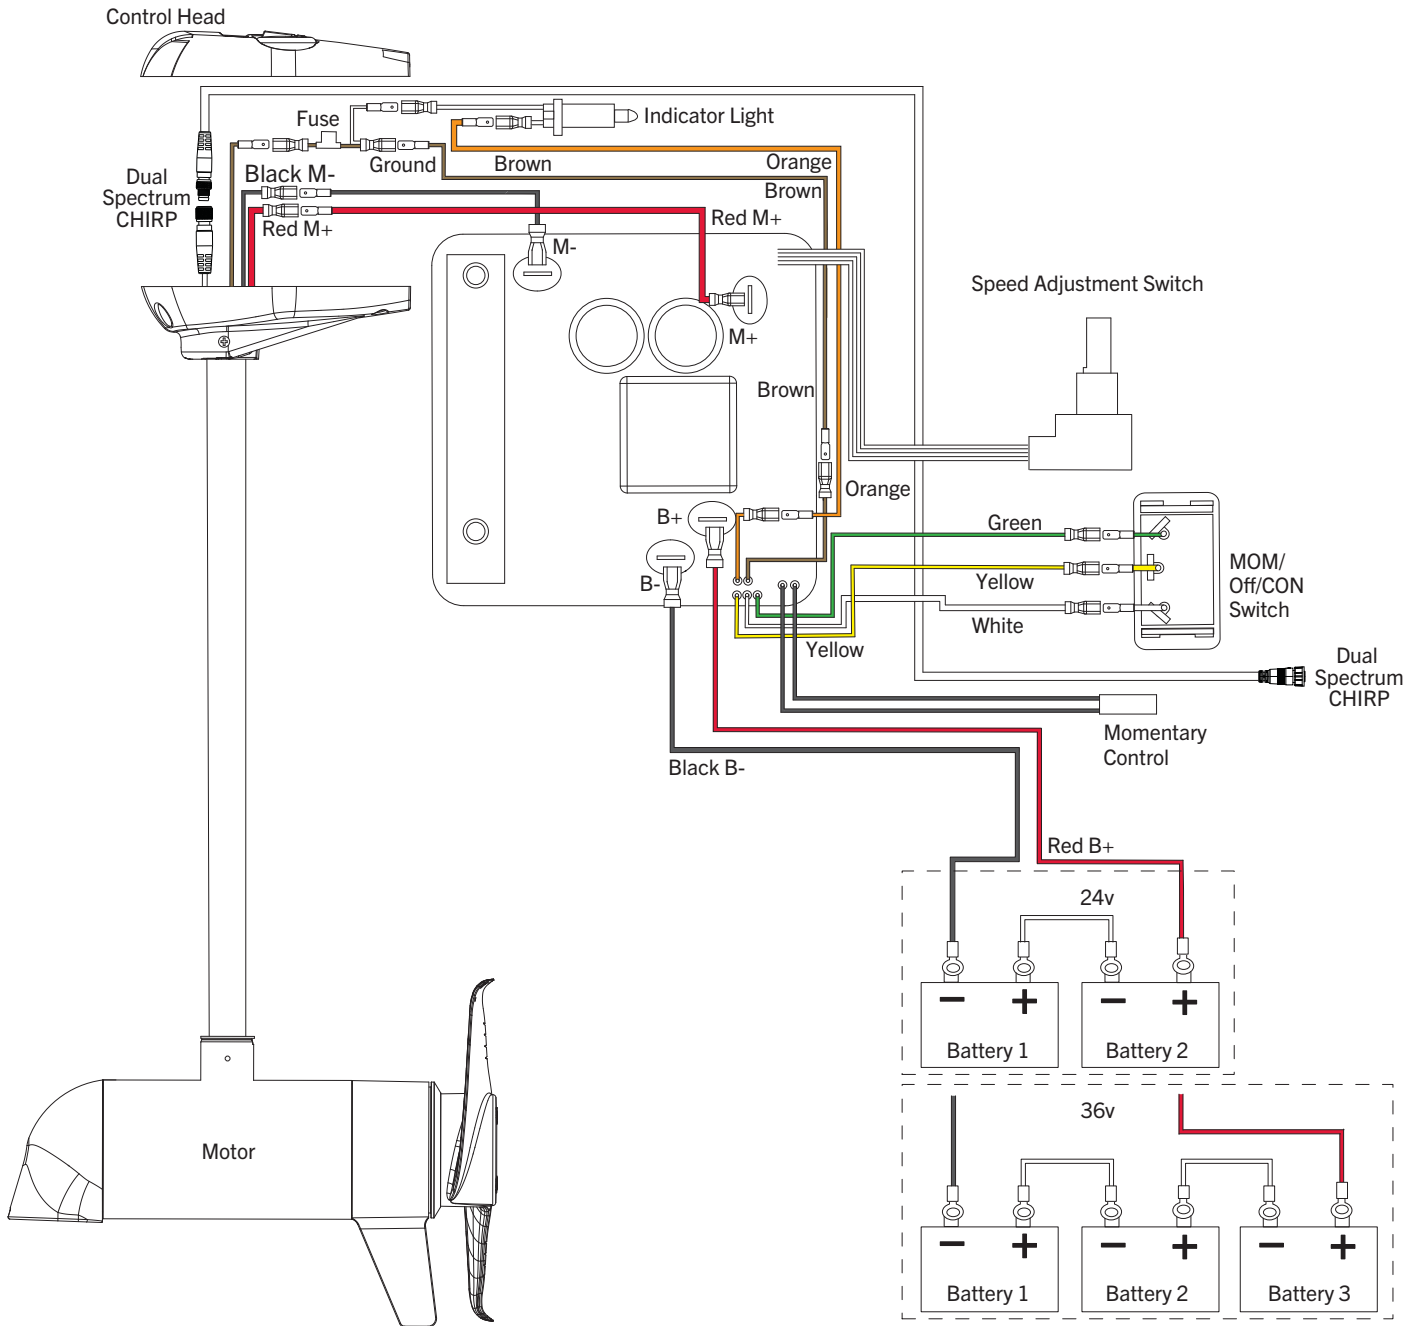 Control Head
Fuse
Indicator Light
Ground
Brown
Orange
Dual
Spectrum
CHIRP
Black M-
Brown
Red M+
Red M+
M-
Speed Adjustment Switch
M+
Brown
Orange
B+
Green
B-
Yellow
MOM/
Off/CON
Switch
White
Yellow
Dual
Spectrum
CHIRP
Momentary
Control
Black B-
Red B+
24v
− + − +
Battery 1 Battery 2
36v
Motor
− + − + − +
Battery 1 Battery 2 Battery 3